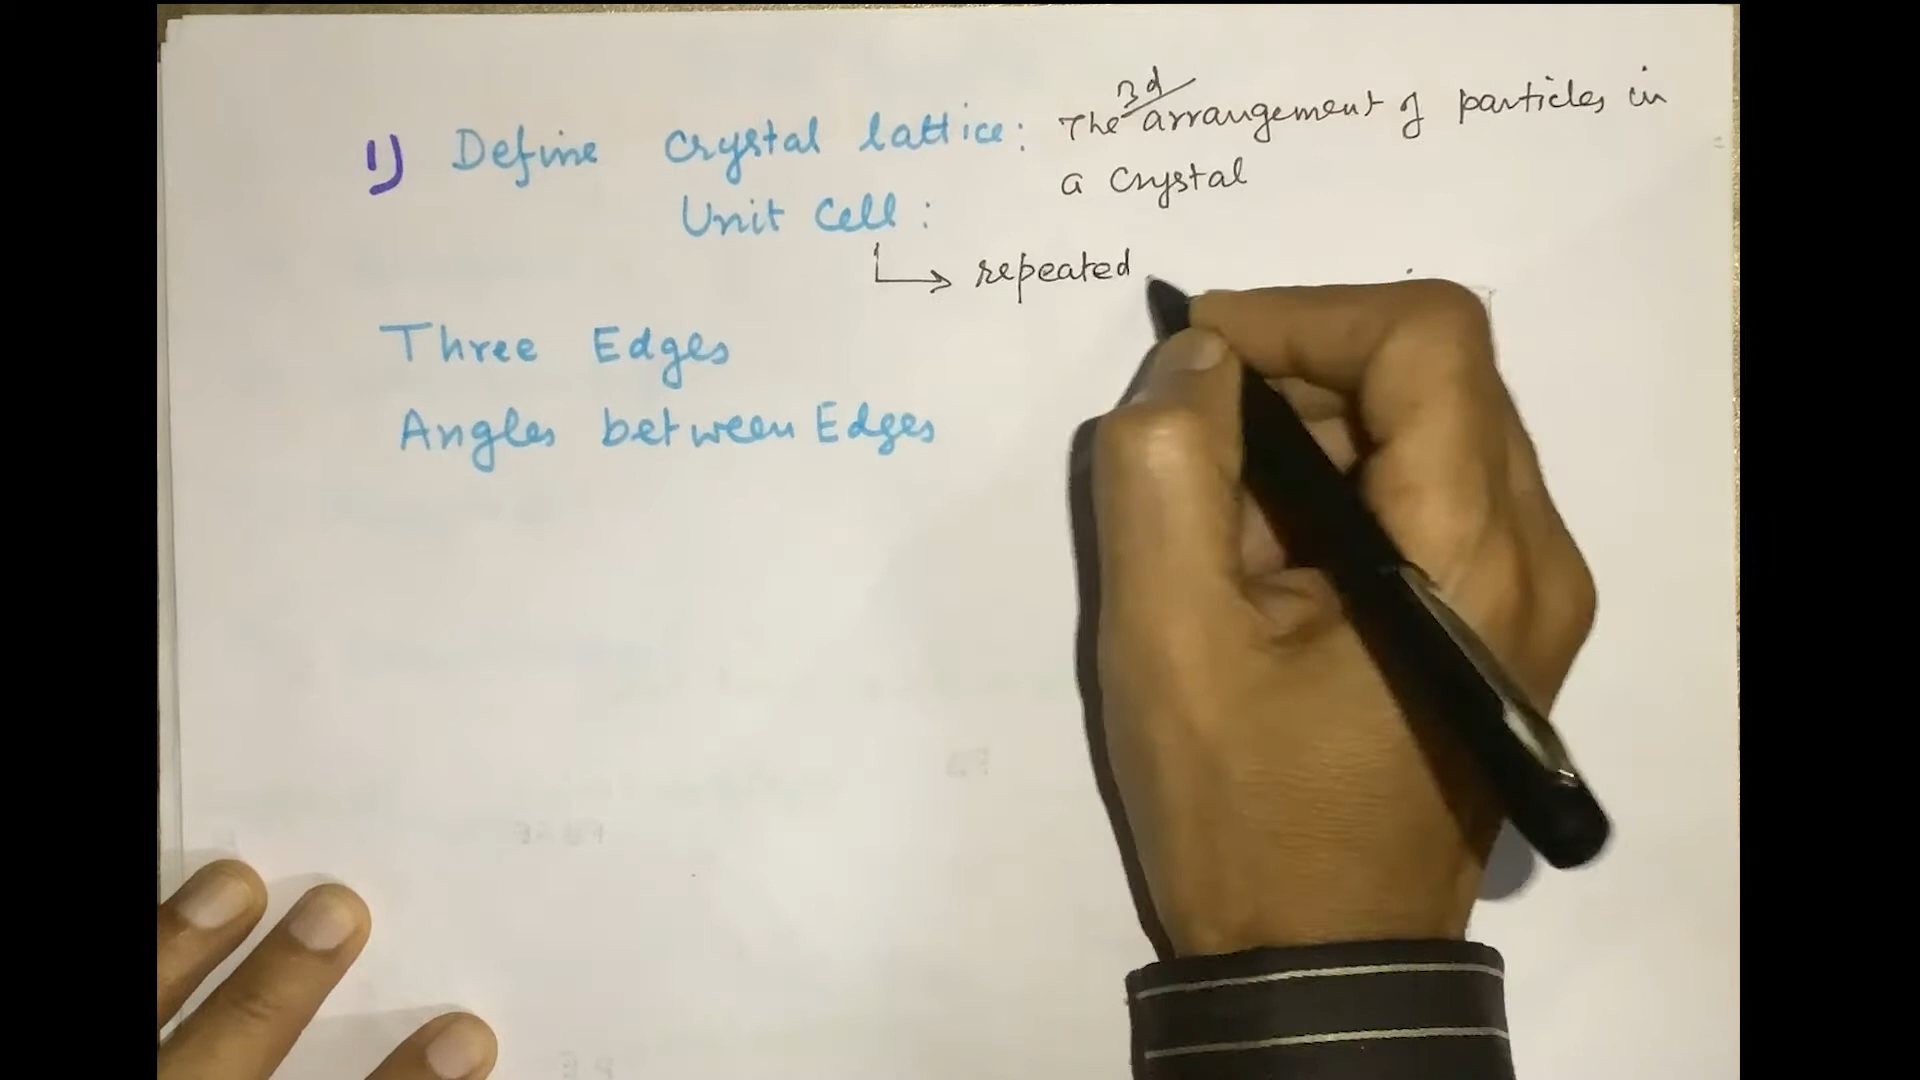 1) Define Crystal lattice: The 3d arrangement of particles in
a Crystal
Unit Cell:
repeated
Three Edges
Angles between Edges